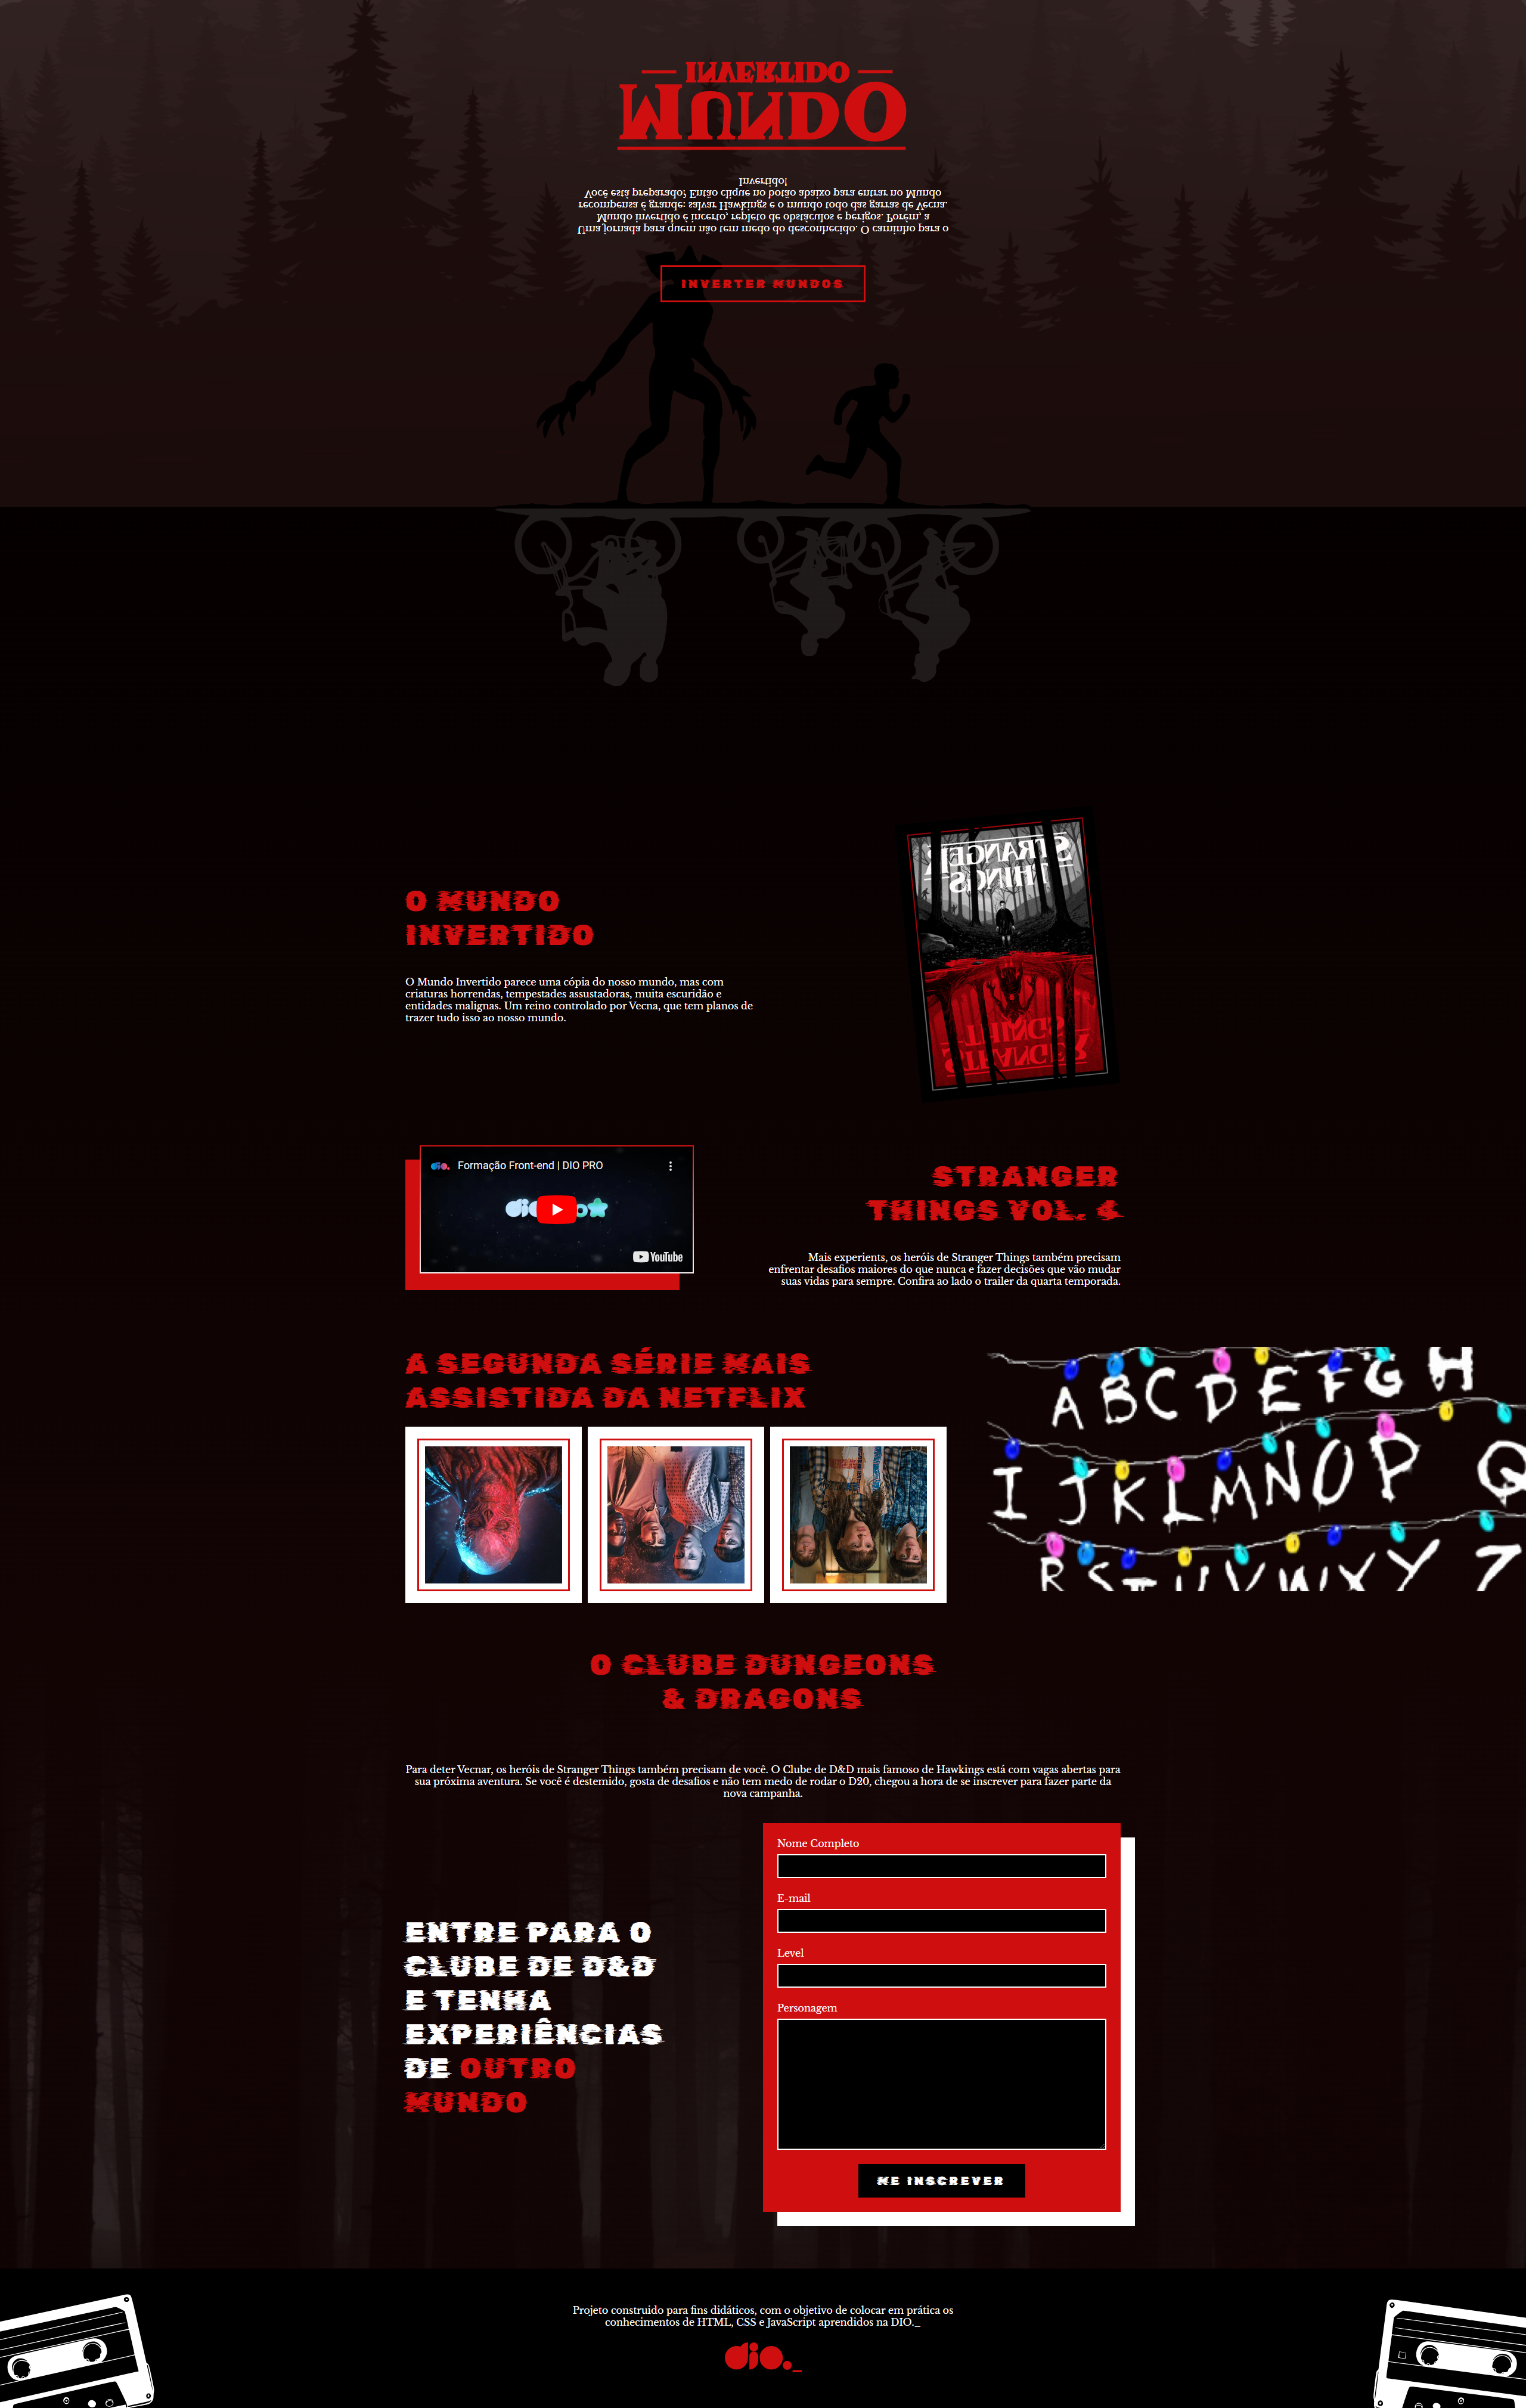 INVERTIDO
MUNDO
Uma jornada para quem não tem medo do desconhecido. O caminho para o
Mundo Invertido é incerto, repleto de obstáculos e perigos. Porém, a
recompensa é grande: salvar Hawkings e o mundo todo das garras de Vecna.
Você está preparado? Então clique no botão abaixo para entrar no Mundo
Invertido!
INVERTER MUNDOS
O MUNDO
INVERTIDO
O Mundo Invertido parece uma cópia do nosso mundo, mas com
criaturas horrendas, tempestades assustadoras, muita escuridão e
entidades malignas. Um reino controlado por Vecna, que tem planos de
trazer tudo isso ao nosso mundo.
STRANGER
THINGS
THINGS
STRANGER
dio. Formação Front-end | DIO PRO
YouTube
STRANGER
THINGS VOL. 4
Mais experients, os heróis de Stranger Things também precisam
enfrentar desafios maiores do que nunca e fazer decisões que vão mudar
suas vidas para sempre. Confira ao lado o trailer da quarta temporada.
A SEGUNDA SÉRIE MAIS
ASSISTIDA DA NETFLIX
A B C D E F G H
I J K L M N O P Q
R S T U V W X Y Z
O CLUBE DUNGEONS
& DRAGONS
Para deter Vecnar, os heróis de Stranger Things também precisam de você. O Clube de D&D mais famoso de Hawkings está com vagas abertas para
sua próxima aventura. Se você é destemido, gosta de desafios e não tem medo de rodar o D20, chegou a hora de se inscrever para fazer parte da
nova campanha.
ENTRE PARA O
CLUBE DE D&D
E TENHA
EXPERIÊNCIAS
DE OUTRO
MUNDO
Nome Completo
E-mail
Level
Personagem
ME INSCREVER
Projeto construido para fins didáticos, com o objetivo de colocar em prática os
conhecimentos de HTML, CSS e JavaScript aprendidos na DIO._
dio._